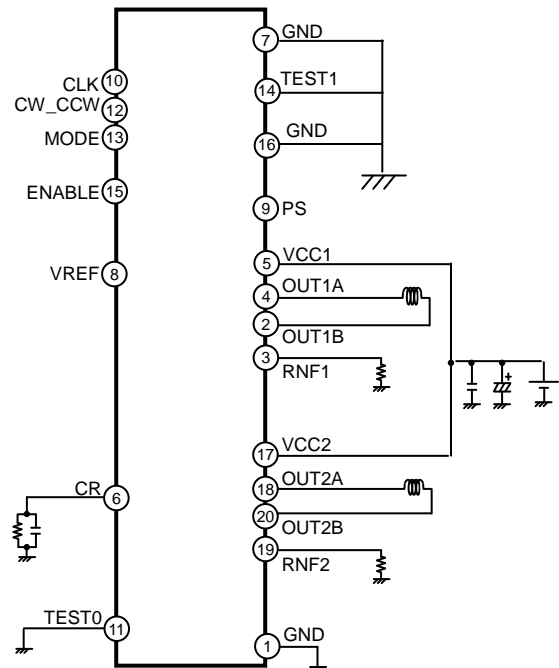 7 GND
10 CLK
14 TEST1
12 CW_CCW
13 MODE
16 GND
15 ENABLE
9 PS
5 VCC1
8 VREF
4 OUT1A
2 OUT1B
3 RNF1
+
17 VCC2
18 OUT2A
6 CR
20 OUT2B
19 RNF2
11 TEST0
1 GND